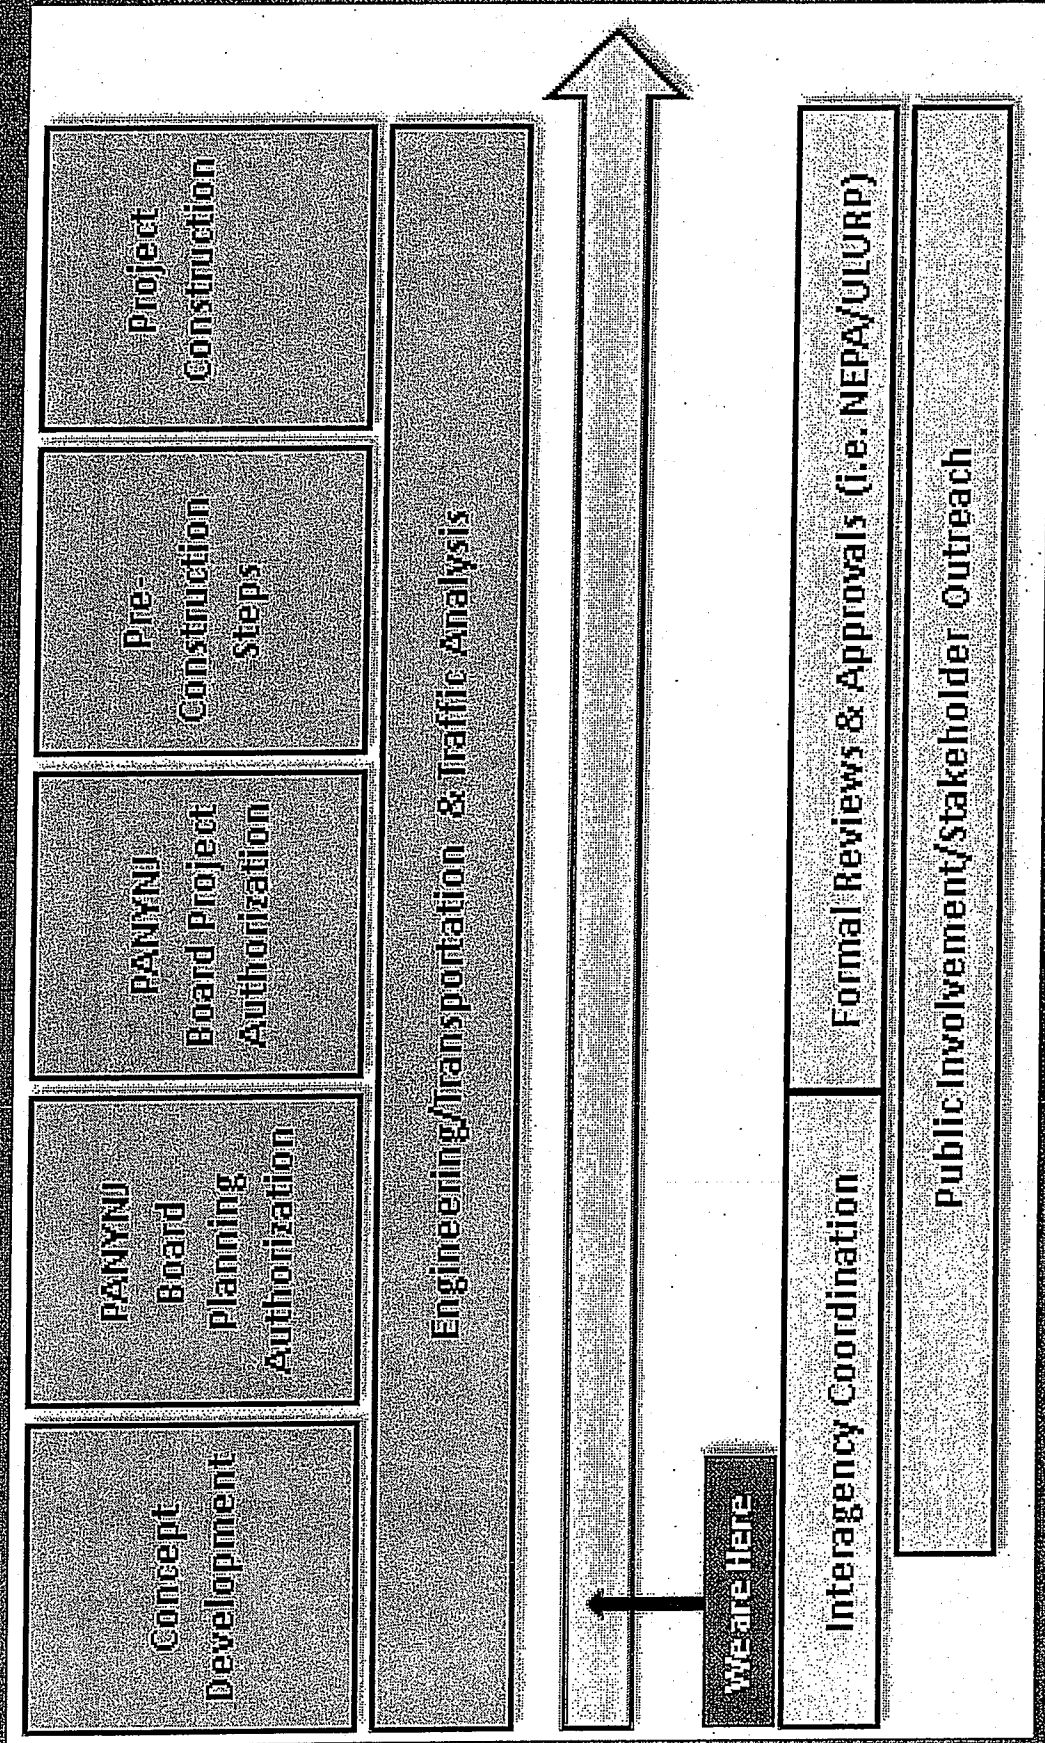 Concept
Development
PANYNJ
Board
Planning
Authorization
PANYNJ
Board Project
Authorization
Pre-
Construction
Steps
Project
Construction
Engineering/Transportation & Traffic Analysis
We are Here
Interagency Coordination
Formal Reviews & Approvals (i.e. NEPA/ULURP)
Public Involvement/Stakeholder Outreach